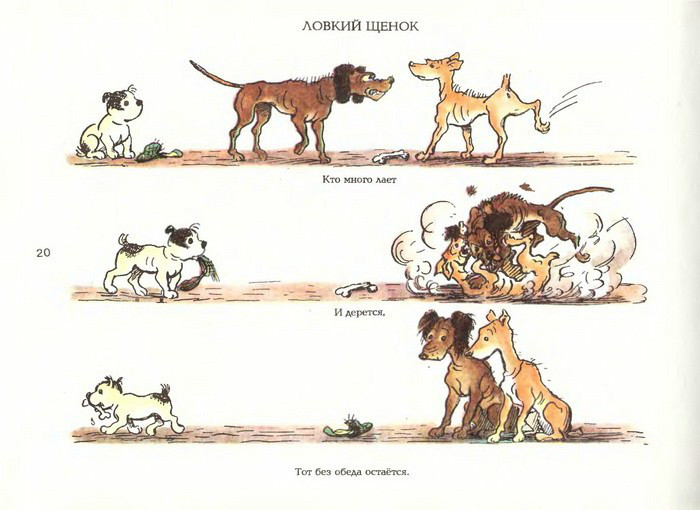 ЛОВКИЙ ЩЕНОК
Кто много лает
20
И дерется,
Тот без обеда остаётся.